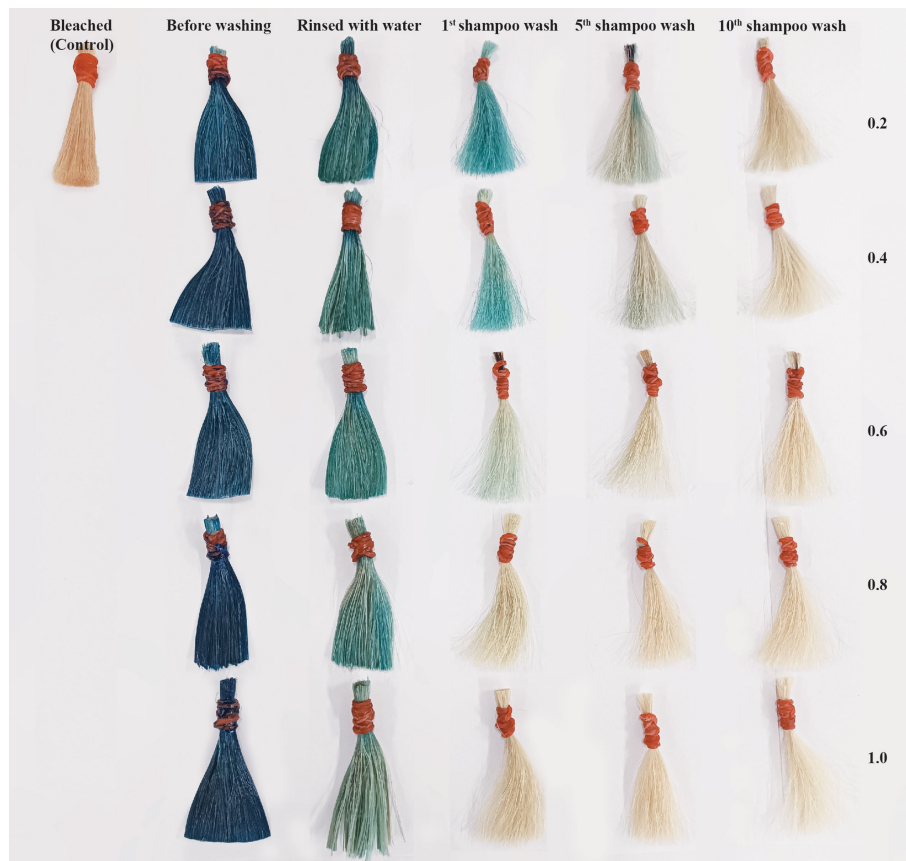 Bleached
(Control)
Before washing
Rinsed with water
1st shampoo wash
5th shampoo wash
10th shampoo wash
0.2
0.4
0.6
0.8
1.0